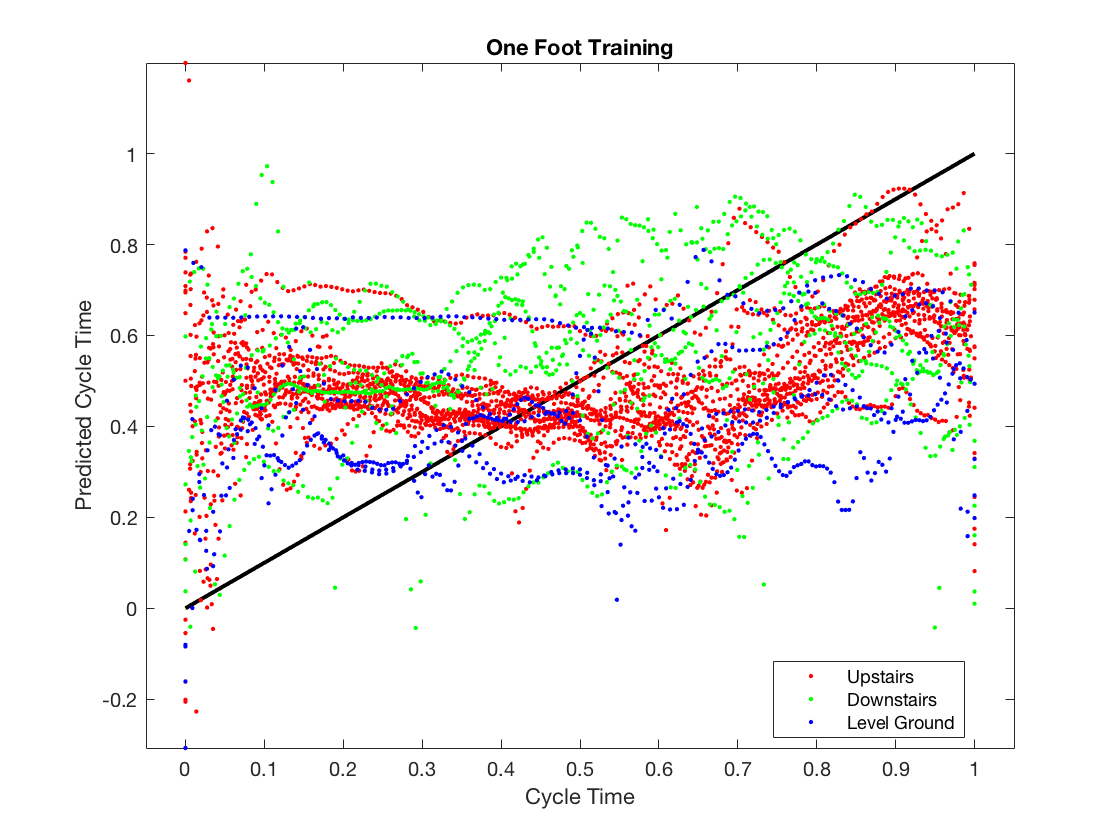 One Foot Training
1
0.8
0.6
0.4
0.2
0
-0.2
Predicted Cycle Time
0 0.1 0.2 0.3 0.4 0.5 0.6 0.7 0.8 0.9 1
Cycle Time
Upstairs
Downstairs
Level Ground